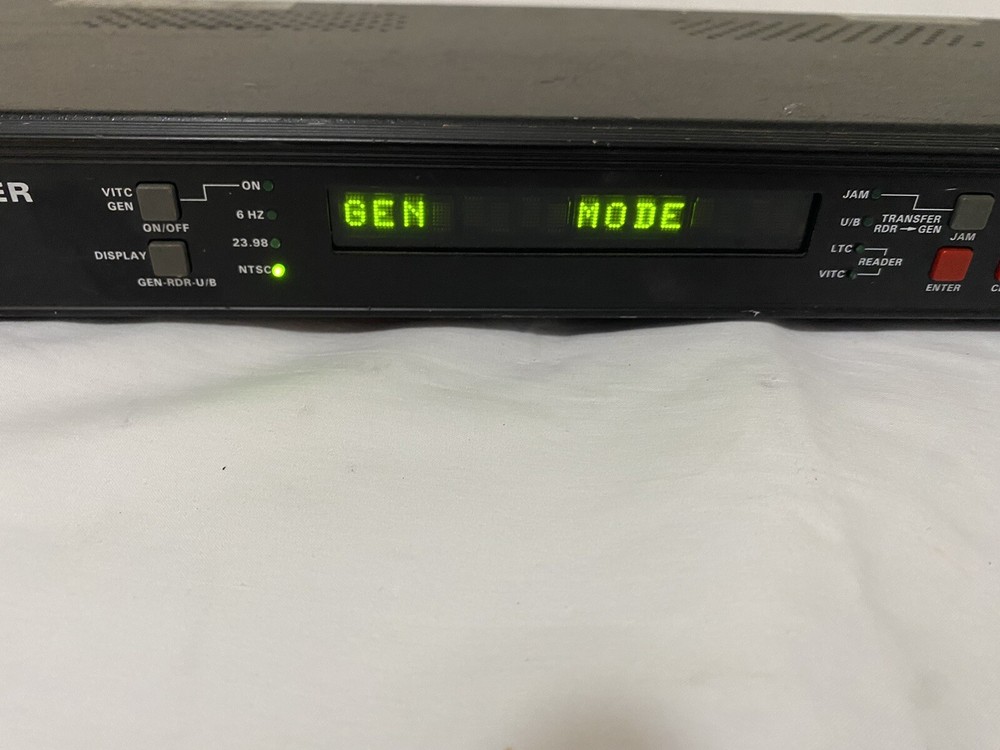 ER
VITC
GEN
ON/OFF
DISPLAY
GEN-RDR-U/B
ON
6 HZ
23.98
NTSC
GEN MODE
JAM
U/B
TRANSFER
RDR → GEN
JAM
LTC
READER
VITC
ENTER